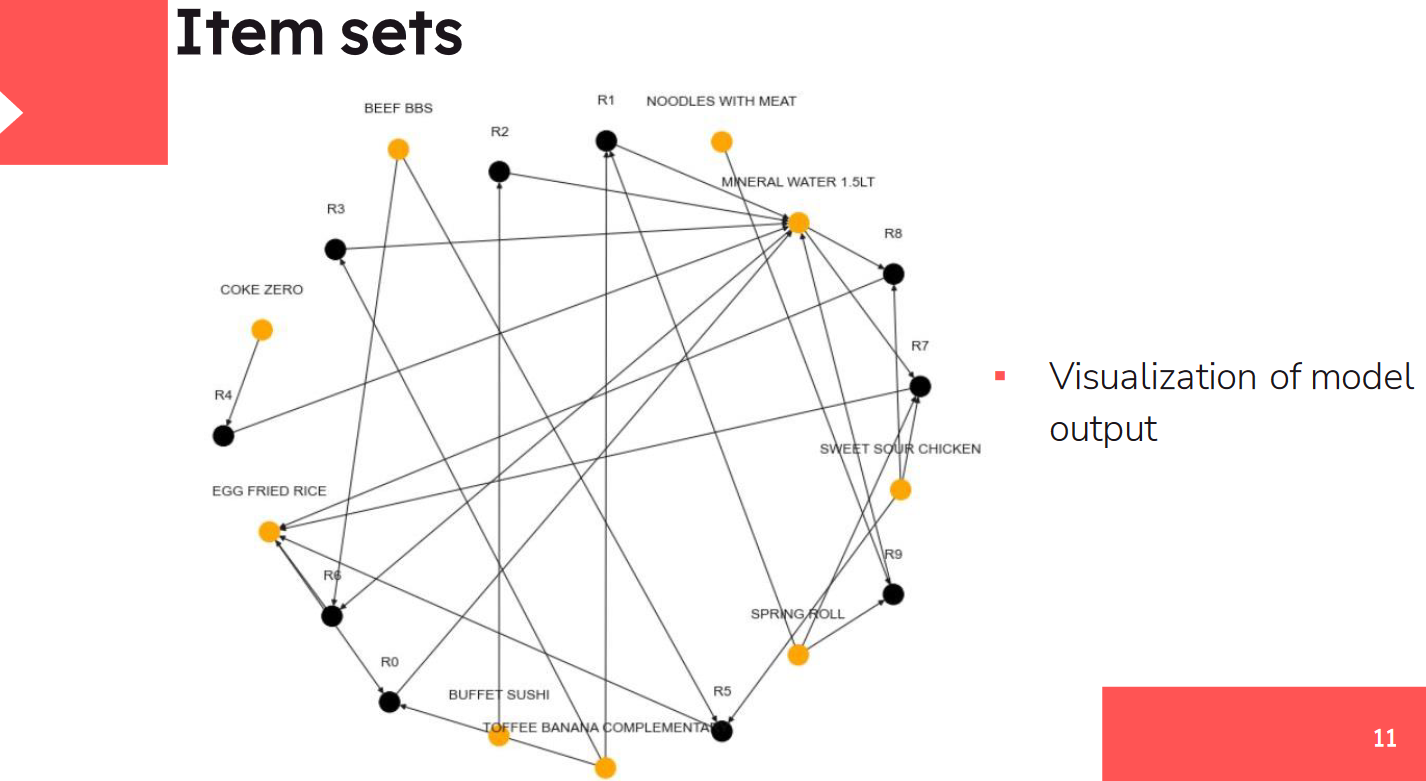 Item sets
R1
NOODLES WITH MEAT
BEEF BBS
R2
MINERAL WATER 1.5LT
R3
R8
COKE ZERO
R7
Visualization of model
output
R4
SWEET SOUR CHICKEN
EGG FRIED RICE
R9
R6
SPRING ROLL
R0
R5
BUFFET SUSHI
TOFFEE BANANA COMPLEMENTA
11